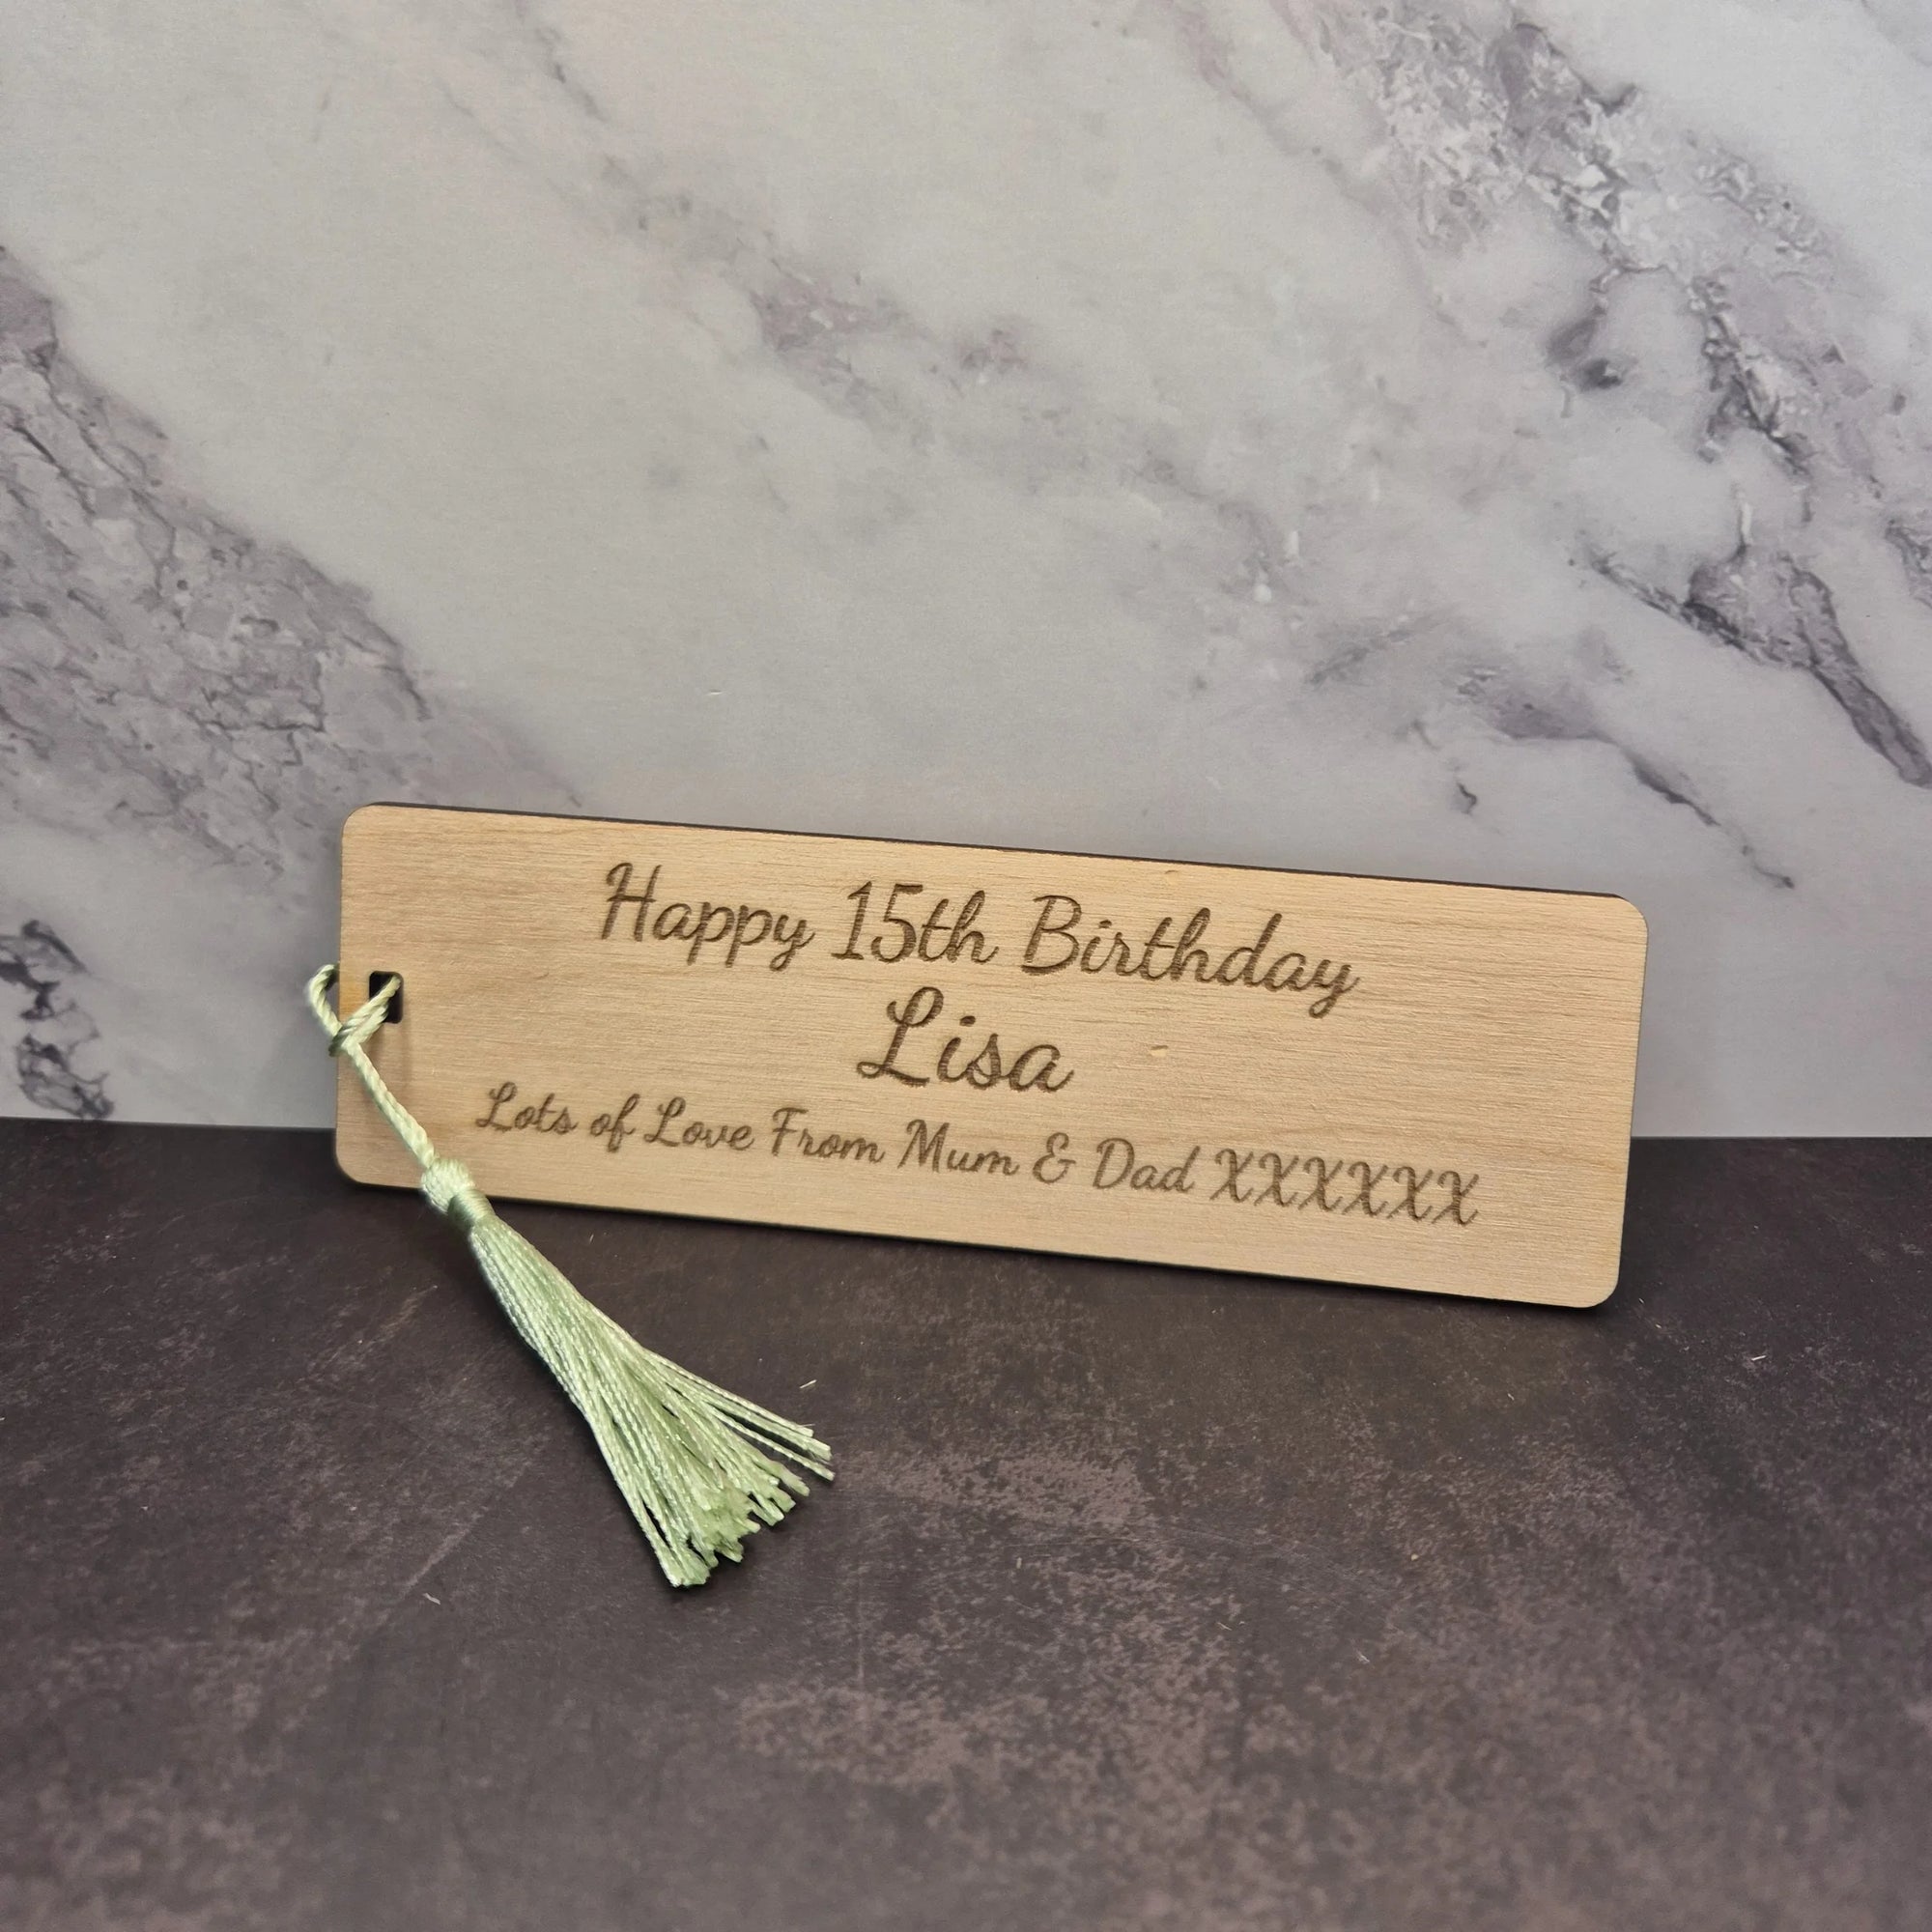 Happy 15th Birthday
Lisa
Lots of Love From Mum & Dad XXXXXX